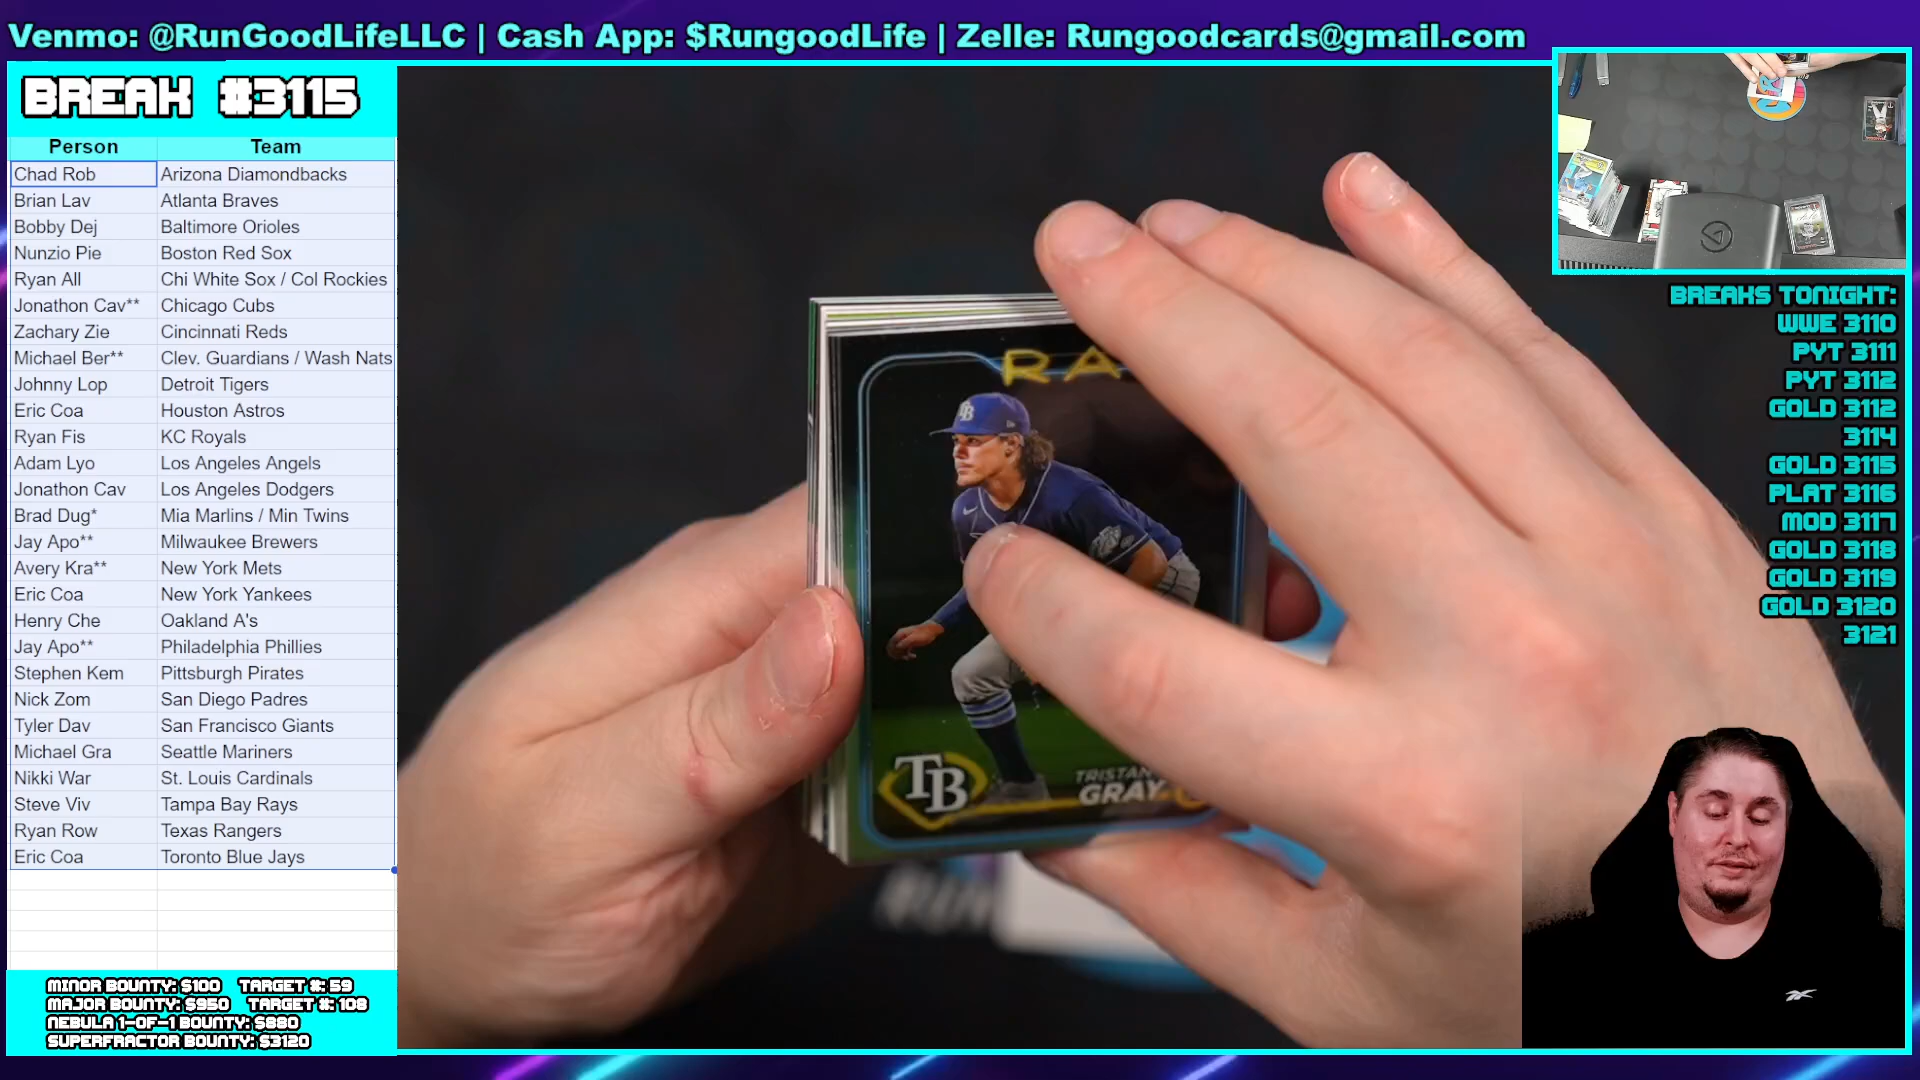 Venmo: @RunGoodLifeLLC | Cash App: $RungoodLife | Zelle: Rungoodcards@gmail.com
BREAK #3115
Person Team
Chad Rob Arizona Diamondbacks
Brian Lav Atlanta Braves
Bobby Dej Baltimore Orioles
Nunzio Pie Boston Red Sox
Ryan All Chi White Sox / Col Rockies
Jonathon Cav** Chicago Cubs
Zachary Zie Cincinnati Reds
Michael Ber** Clev. Guardians / Wash Nats
Johnny Lop Detroit Tigers
Eric Coa Houston Astros
Ryan Fis KC Royals
Adam Lyo Los Angeles Angels
Jonathon Cav Los Angeles Dodgers
Brad Dug* Mia Marlins / Min Twins
Jay Apo** Milwaukee Brewers
Avery Kra** New York Mets
Eric Coa New York Yankees
Henry Che Oakland A's
Jay Apo** Philadelphia Phillies
Stephen Kem Pittsburgh Pirates
Nick Zom San Diego Padres
Tyler Dav San Francisco Giants
Michael Gra Seattle Mariners
Nikki War St. Louis Cardinals
Steve Viv Tampa Bay Rays
Ryan Row Texas Rangers
Eric Coa Toronto Blue Jays
MINOR BOUNTY: $100 TARGET #: 59
MAJOR BOUNTY: $950 TARGET #: 108
NEBULA 1-OF-1 BOUNTY: $880
SUPERFRACTOR BOUNTY: $3120
RA
TB
TB
TRISTAN
GRAY
RUN
BREAKS TONIGHT:
WWE 3110
PYT 3111
PYT 3112
GOLD 3112
3114
GOLD 3115
PLAT 3116
MOD 3117
GOLD 3118
GOLD 3119
GOLD 3120
3121